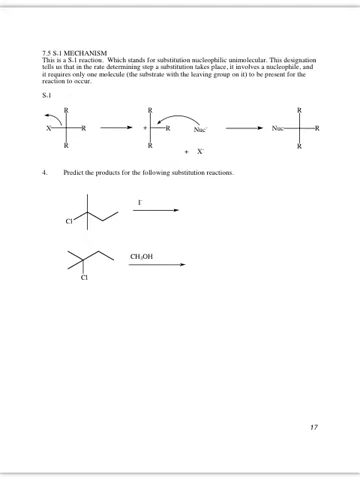 7.5 SN1 MECHANISM
This is a SN1 reaction. Which stands for substitution nucleophilic unimolecular. This designation
tells us that in the rate determining step a substitution takes place, it involves a nucleophile, and
it requires only one molecule (the substrate with the leaving group on it) to be present for the
reaction to occur.
SN1
R R R
X R + R Nuc- Nuc R
R R R
+ X-
4. Predict the products for the following substitution reactions.
I-
Cl
CH3OH
Cl
17